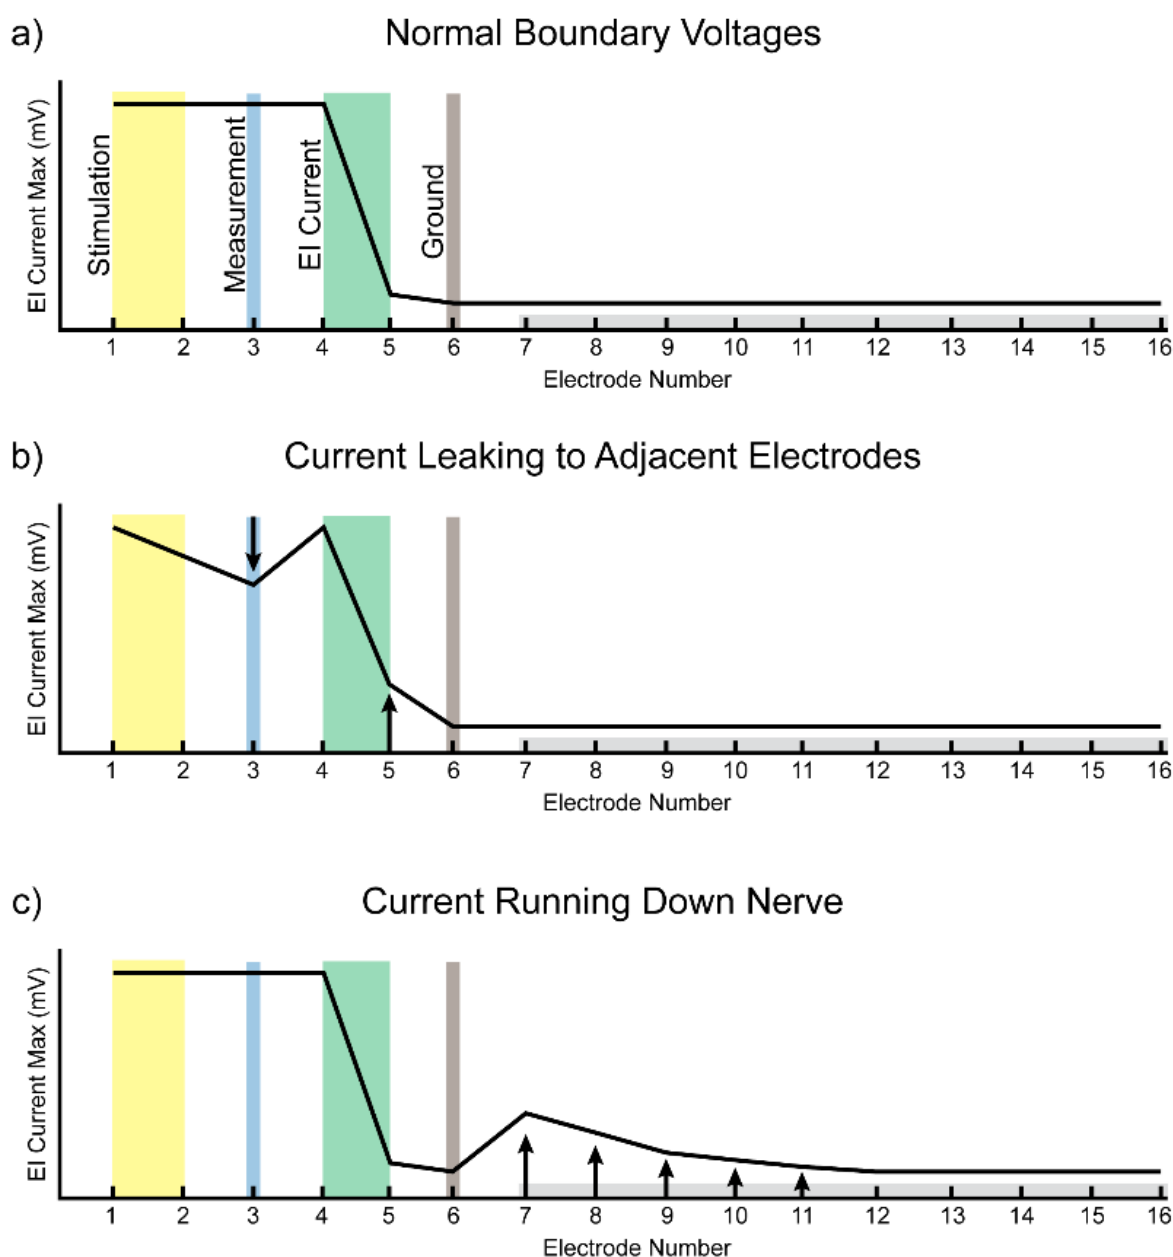 a)
Normal Boundary Voltages
EI Current Max (mV)
Stimulation
Measurement
EI Current
Ground
1 2 3 4 5 6 7 8 9 10 11 12 13 14 15 16
Electrode Number
b)
Current Leaking to Adjacent Electrodes
EI Current Max (mV)
1 2 3 4 5 6 7 8 9 10 11 12 13 14 15 16
Electrode Number
c)
Current Running Down Nerve
EI Current Max (mV)
1 2 3 4 5 6 7 8 9 10 11 12 13 14 15 16
Electrode Number